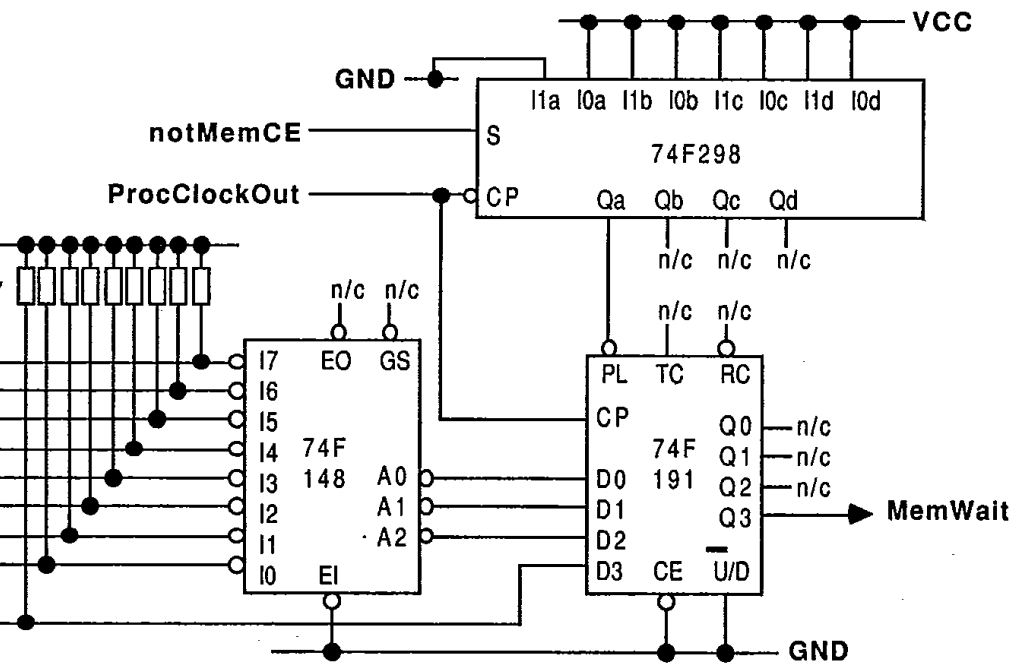 VCC
GND
I1a I0a I1b I0b I1c I0c I1d I0d
notMemCE
S
74F298
ProcClockOut
CP
Qa Qb Qc Qd
n/c n/c n/c
n/c n/c
n/c n/c
EO GS
PL TC RC
I7
I6
I5
I4
I3
I2
I1
I0
74F
148
A0
A1
A2
EI
CP
74F
191
D0
D1
D2
D3
Q0 n/c
Q1 n/c
Q2 n/c
Q3
MemWait
CE U/D
GND